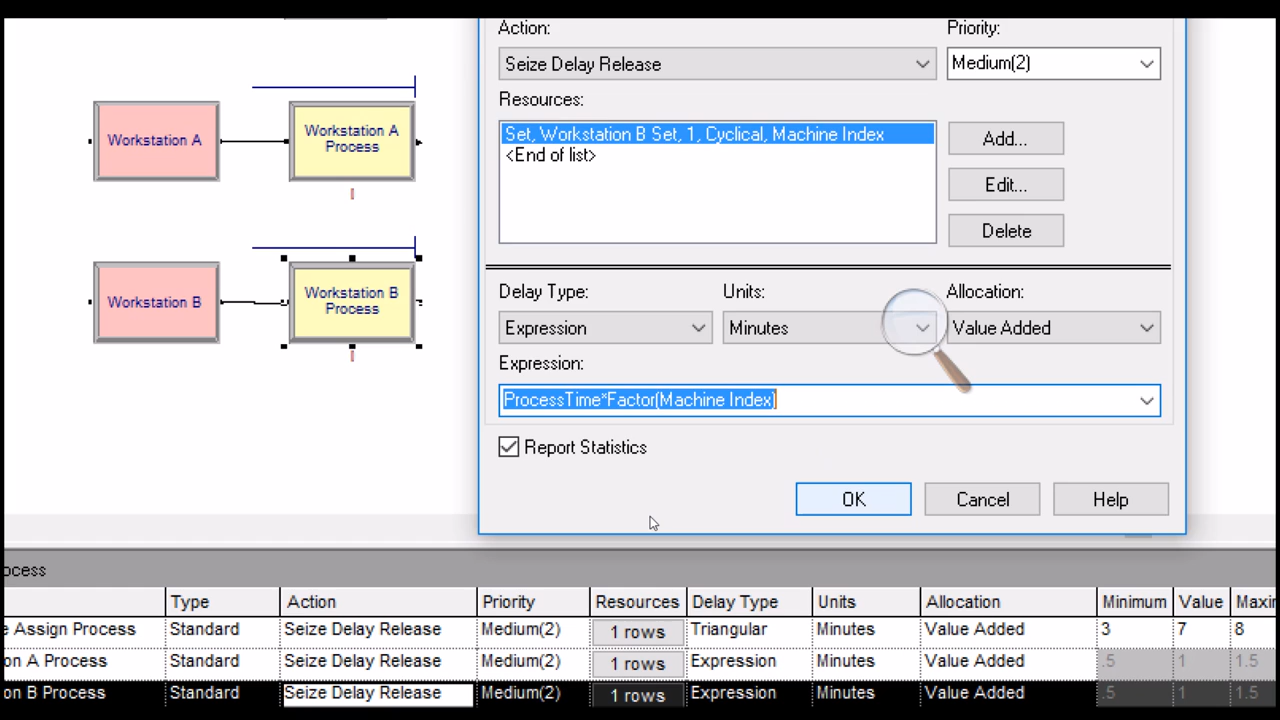 Action:
Priority:
Seize Delay Release
Medium(2)
Resources:
Set, Workstation B Set, 1, Cyclical, Machine Index
<End of list>
Add...
Edit...
Delete
Workstation A
Workstation A
Process
Workstation B
Workstation B
Process
Delay Type:
Units:
Allocation:
Expression
Minutes
Value Added
Expression:
ProcessTime*Factor(Machine Index)
Report Statistics
OK
Cancel
Help
ocess
Type Action Priority Resources Delay Type Units Allocation Minimum Value Maxi
e Assign Process Standard Seize Delay Release Medium(2) 1 rows Triangular Minutes Value Added 3 7 8
on A Process Standard Seize Delay Release Medium(2) 1 rows Expression Minutes Value Added .5 1 1.5
on B Process Standard Seize Delay Release Medium(2) 1 rows Expression Minutes Value Added .5 1 1.5